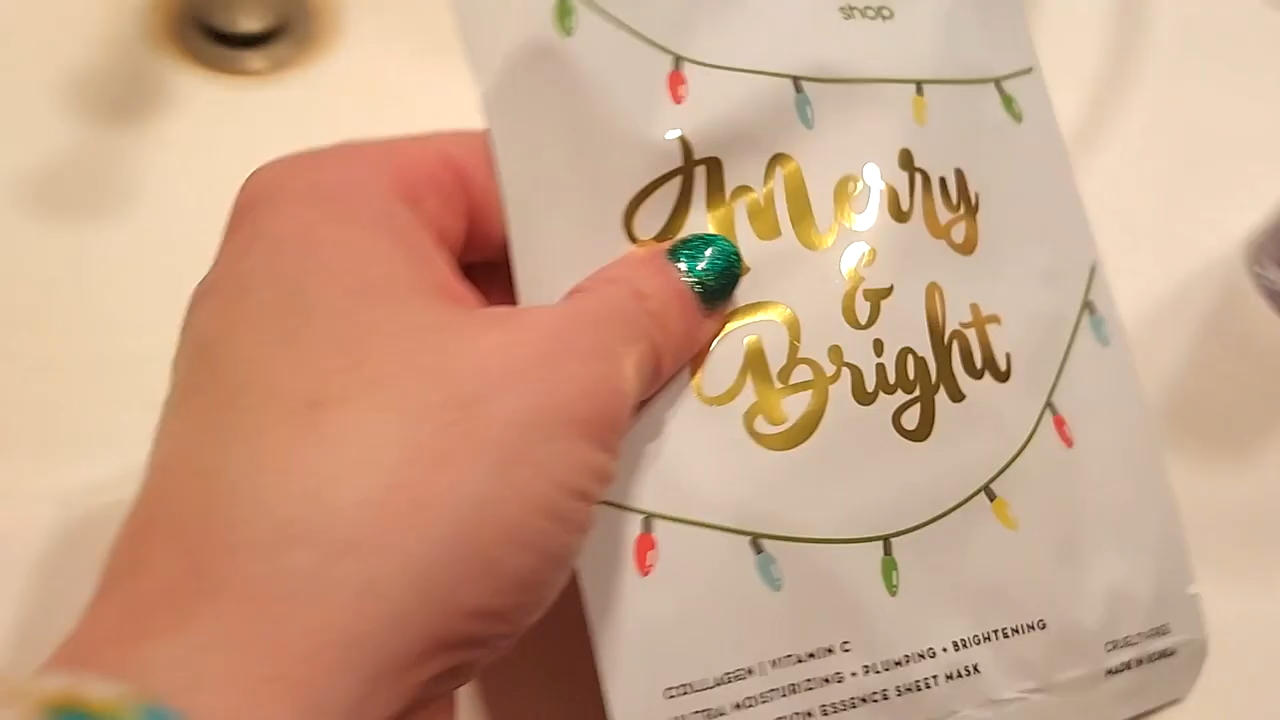 shop
Merry
&
Bright
COLLAGEN || VITAMIN C
ULTRA MOISTURIZING + PLUMPING + BRIGHTENING
ESSENCE SHEET MASK
CRUELTY-FREE
MADE IN KOREA